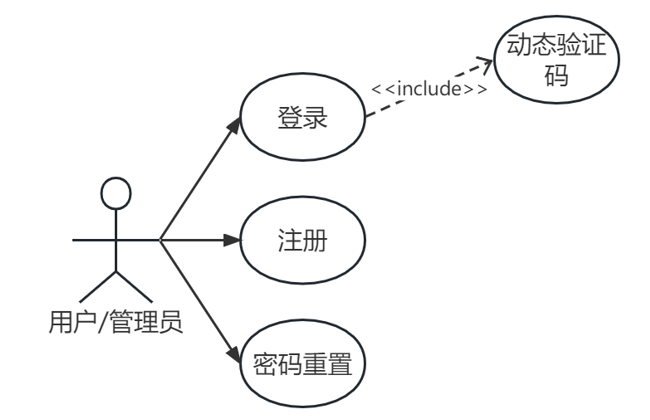 动态验证
码
<<include>>
登录
注册
用户/管理员
密码重置